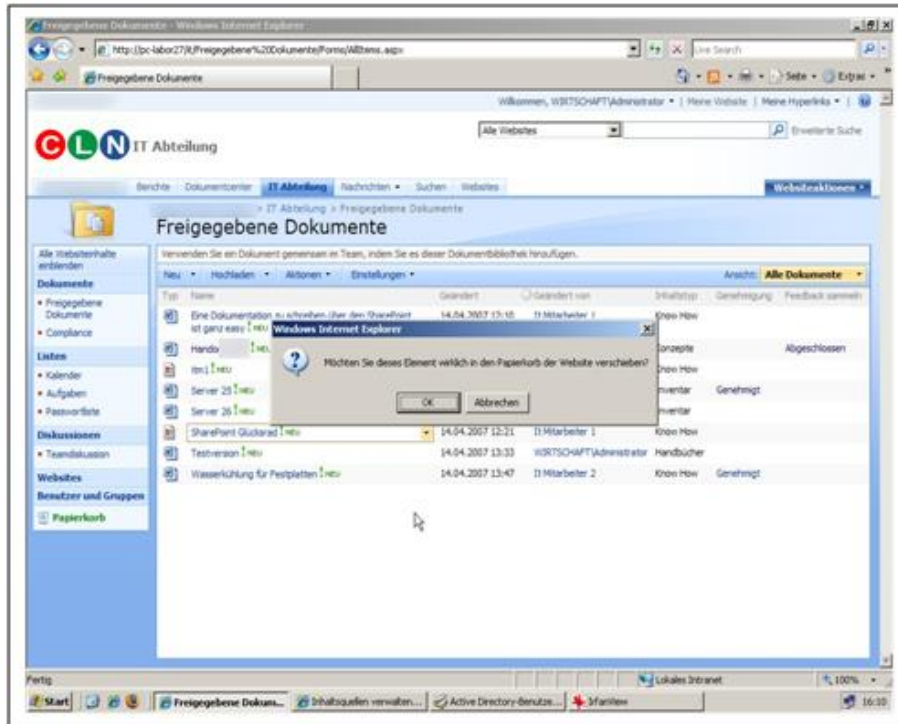 Freigegebene Dokumente - Windows Internet Explorer
http://pc-labor27/it/Freigegebene%20Dokumente/Forms/AllItems.aspx
Live Search
Freigegebene Dokumente
Seite
Extras
Willkommen, WIRTSCHAFT\Administrator
Meine Website
Meine Hyperlinks
CLN IT Abteilung
Alle Websites
Erweiterte Suche
Berichte Dokumentcenter IT Abteilung Nachrichten Suchen Websites
Websiteaktionen
> IT Abteilung > Freigegebene Dokumente
Freigegebene Dokumente
Alle Websiteinhalte
einblenden
Dokumente
Freigegebene
Dokumente
Compliance
Listen
Kalender
Aufgaben
Passwortliste
Diskussionen
Teamdiskussion
Websites
Benutzer und Gruppen
Papierkorb
Verwenden Sie ein Dokument gemeinsam im Team, indem Sie es dieser Dokumentbibliothek hinzufügen.
Neu Hochladen Aktionen Einstellungen
Ansicht: Alle Dokumente
Typ Name Geändert Geändert von Inhaltstyp Genehmigung Feedback sammeln
Eine Dokumentation zu schreiben über den SharePoint
ist ganz easy ! NEU
14.04.2007 12:10 It Mitarbeiter 1 Know How
Windows Internet Explorer
Möchten Sie dieses Element wirklich in den Papierkorb der Website verschieben?
OK Abbrechen
Konzepte Abgeschlossen
Know How
Server 25 ! NEU Inventar Genehmigt
Server 26 ! NEU Inventar
SharePoint Glücksrad ! NEU 14.04.2007 12:21 It Mitarbeiter 1 Know How
Testversion ! NEU 14.04.2007 13:33 WIRTSCHAFT\Administrator Handbücher
Wasserkühlung für Festplatten ! NEU 14.04.2007 13:47 It Mitarbeiter 2 Know How Genehmigt
Fertig
Lokales Intranet
100%
Start
Freigegebene Dokum...
Inhaltsquellen verwalten...
Active Directory-Benutze...
IrfanView
16:10